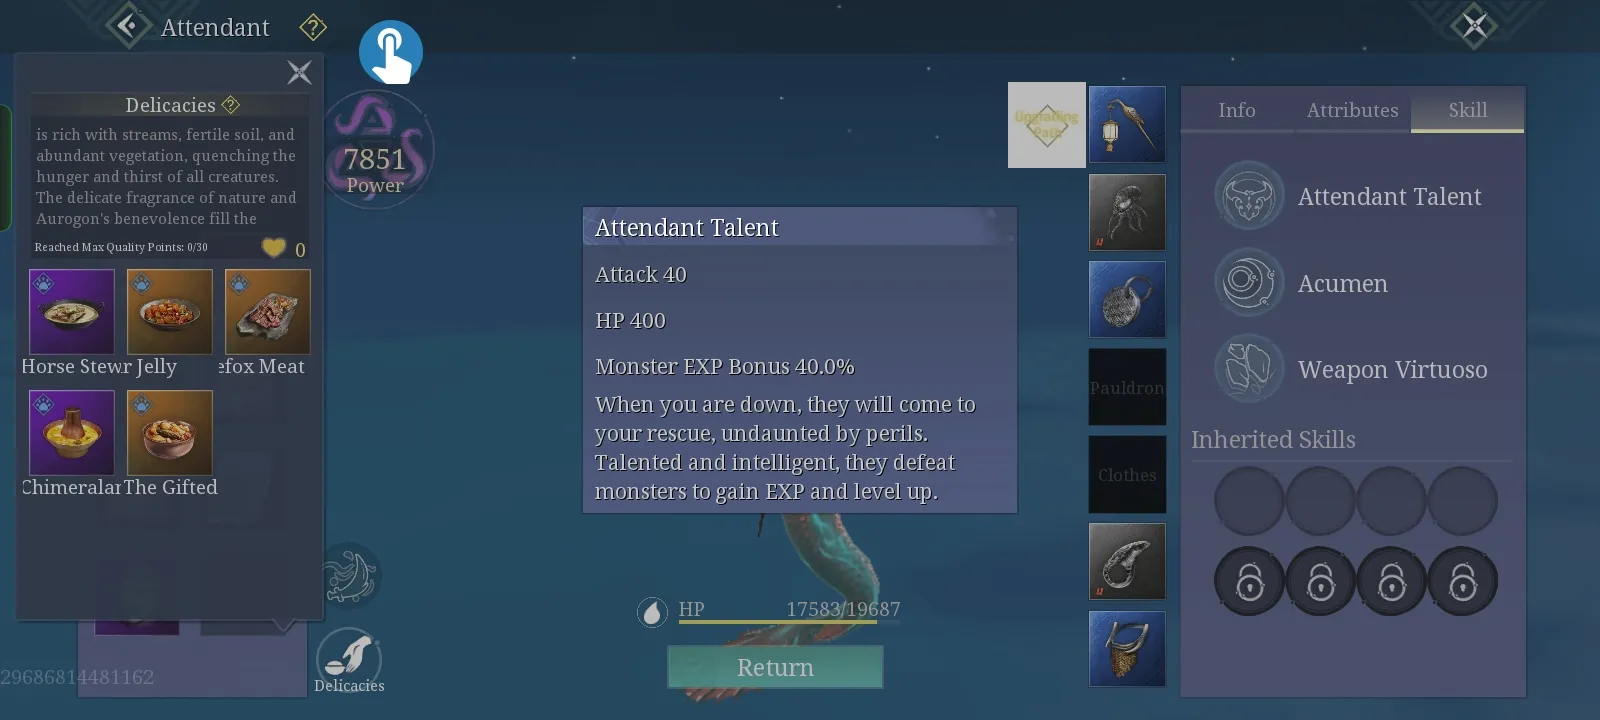 Attendant
Delicacies
is rich with streams, fertile soil, and
abundant vegetation, quenching the
hunger and thirst of all creatures.
The delicate fragrance of nature and
Aurogon's benevolence fill the
Reached Max Quality Points: 0/30
0
Horse Stew
r Jelly
efox Meat
Chimeralar
The Gifted
7851
Power
Delicacies
29686814481162
Attendant Talent
Attack 40
HP 400
Monster EXP Bonus 40.0%
When you are down, they will come to
your rescue, undaunted by perils.
Talented and intelligent, they defeat
monsters to gain EXP and level up.
HP 17583/19687
Return
Upgrading
Path
Pauldron
Clothes
Info Attributes Skill
Attendant Talent
Acumen
Weapon Virtuoso
Inherited Skills